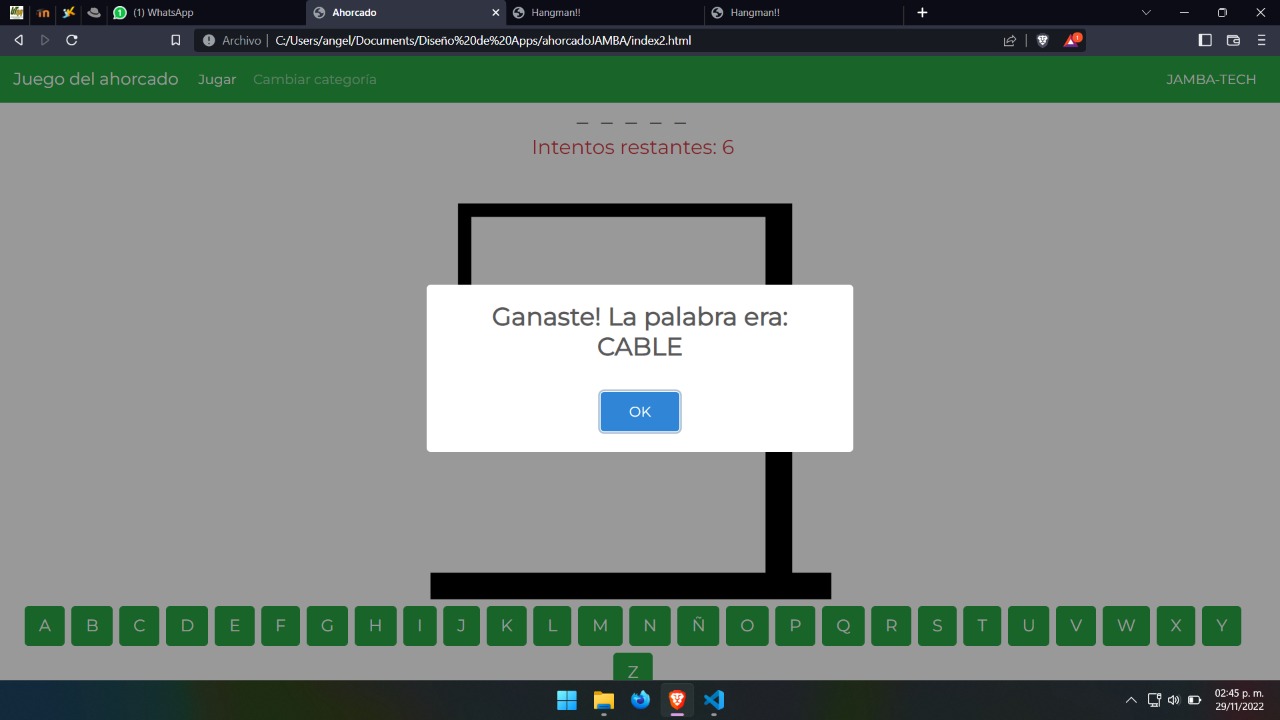 (1) WhatsApp
Ahorcado
Hangman!!
Hangman!!
Archivo C:/Users/angel/Documents/Diseño%20de%20Apps/ahorcadoJAMBA/index2.html
1
Juego del ahorcado Jugar Cambiar categoría JAMBA-TECH
_ _ _ _ _
Intentos restantes: 6
Ganaste! La palabra era:
CABLE
OK
A B C D E F G H I J K L M N Ñ O P Q R S T U V W X Y
Z
02:45 p. m.
29/11/2022